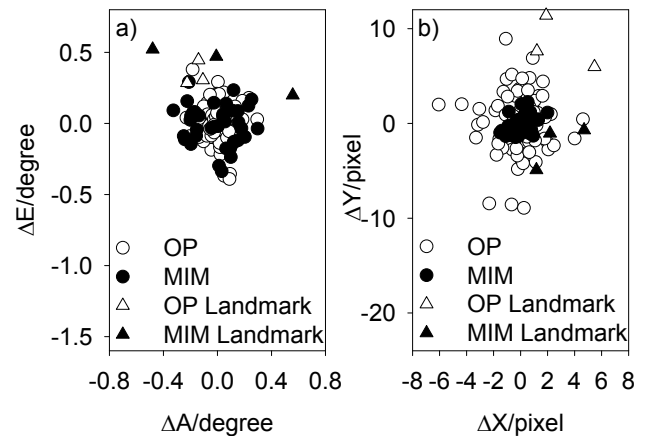 a)
ΔE/degree
0.5
0.0
-0.5
-1.0
-1.5
OP
MIM
OP Landmark
MIM Landmark
-0.8 -0.4 0.0 0.4 0.8
ΔA/degree
b)
ΔY/pixel
10
0
-10
-20
OP
MIM
OP Landmark
MIM Landmark
-8 -6 -4 -2 0 2 4 6 8
ΔX/pixel